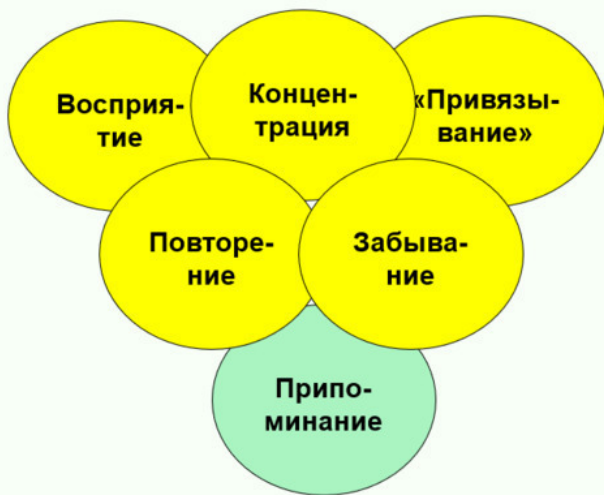 Восприя-
тие
Концен-
трация
«Привязы-
вание»
Повторе-
ние
Забыва-
ние
Припо-
минание